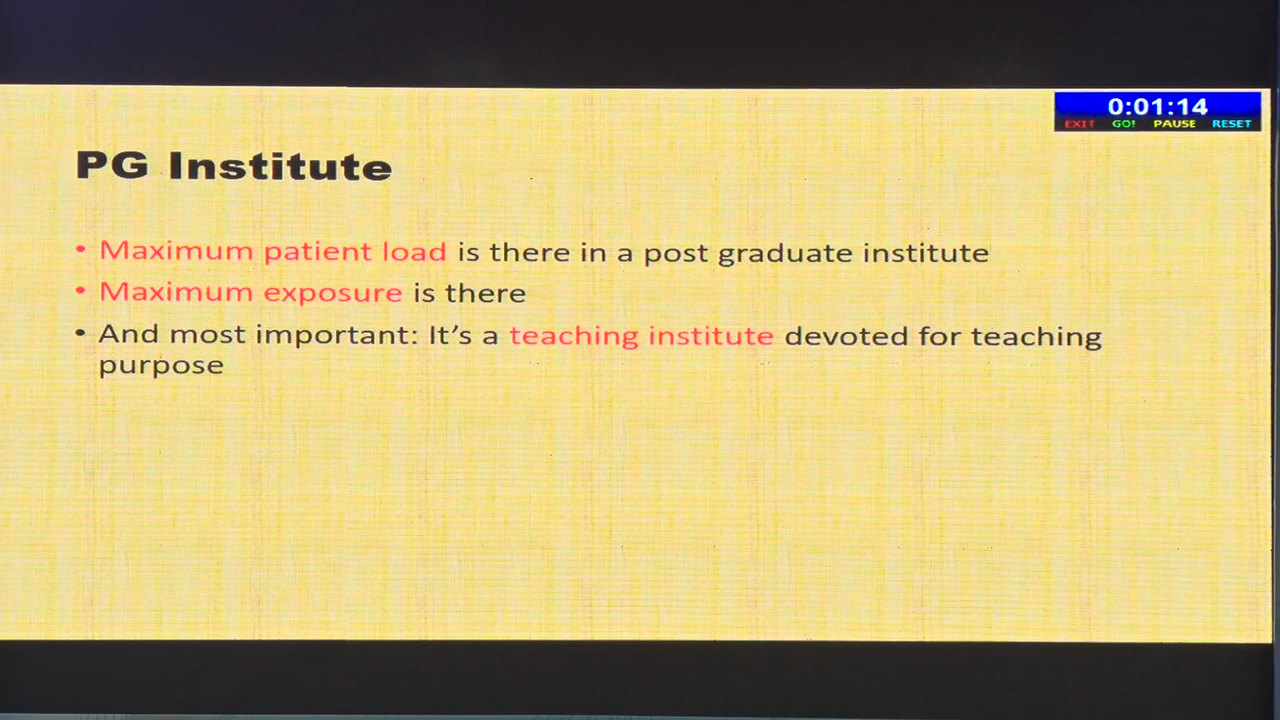 0:01:14
EXIT GO! PAUSE RESET
PG Institute
• Maximum patient load is there in a post graduate institute
• Maximum exposure is there
• And most important: It's a teaching institute devoted for teaching
purpose